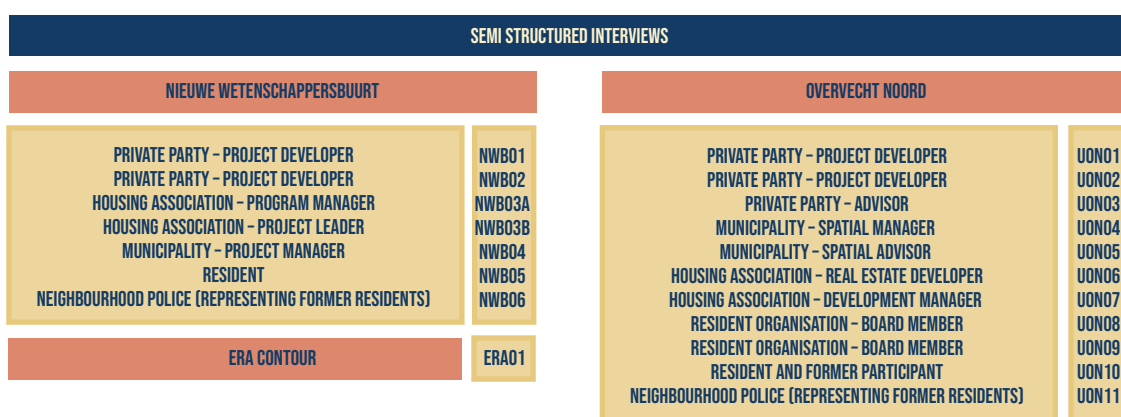 SEMI STRUCTURED INTERVIEWS
NIEUWE WETENSCHAPPERSBUURT
PRIVATE PARTY – PROJECT DEVELOPER NWB01
PRIVATE PARTY – PROJECT DEVELOPER NWB02
HOUSING ASSOCIATION – PROGRAM MANAGER NWB03A
HOUSING ASSOCIATION – PROJECT LEADER NWB03B
MUNICIPALITY – PROJECT MANAGER NWB04
RESIDENT NWB05
NEIGHBOURHOOD POLICE (REPRESENTING FORMER RESIDENTS) NWB06
ERA CONTOUR ERA01
OVERVECHT NOORD
PRIVATE PARTY – PROJECT DEVELOPER UON01
PRIVATE PARTY – PROJECT DEVELOPER UON02
PRIVATE PARTY – ADVISOR UON03
MUNICIPALITY – SPATIAL MANAGER UON04
MUNICIPALITY – SPATIAL ADVISOR UON05
HOUSING ASSOCIATION – REAL ESTATE DEVELOPER UON06
HOUSING ASSOCIATION – DEVELOPMENT MANAGER UON07
RESIDENT ORGANISATION – BOARD MEMBER UON08
RESIDENT ORGANISATION – BOARD MEMBER UON09
RESIDENT AND FORMER PARTICIPANT UON10
NEIGHBOURHOOD POLICE (REPRESENTING FORMER RESIDENTS) UON11